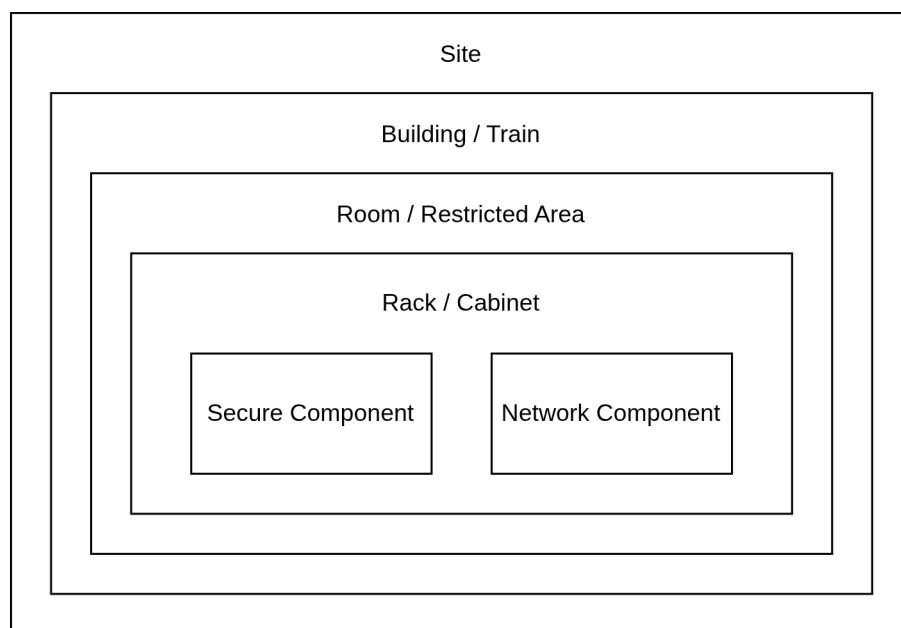 Site
Building / Train
Room / Restricted Area
Rack / Cabinet
Secure Component
Network Component